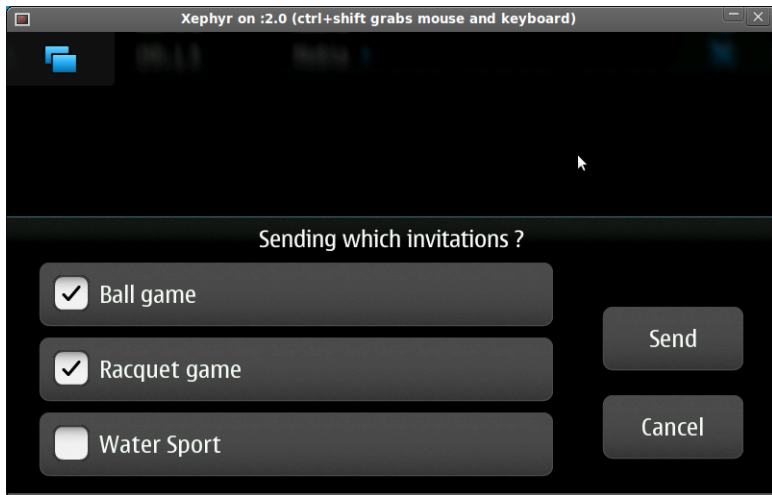 Xephyr on :2.0 (ctrl+shift grabs mouse and keyboard)
Sending which invitations ?
Ball game
Racquet game
Water Sport
Send
Cancel